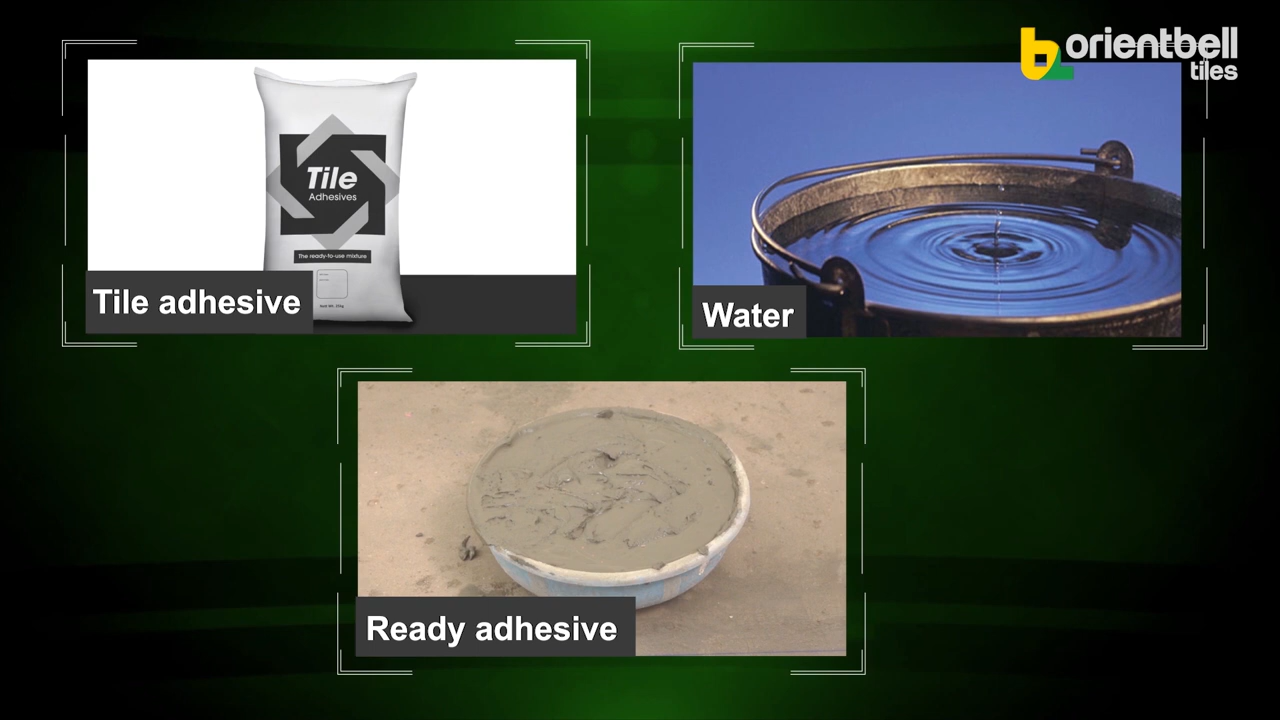 orientbell
tiles
Tile
Adhesives
The ready-to-use mixture
Tile adhesive
Water
Ready adhesive